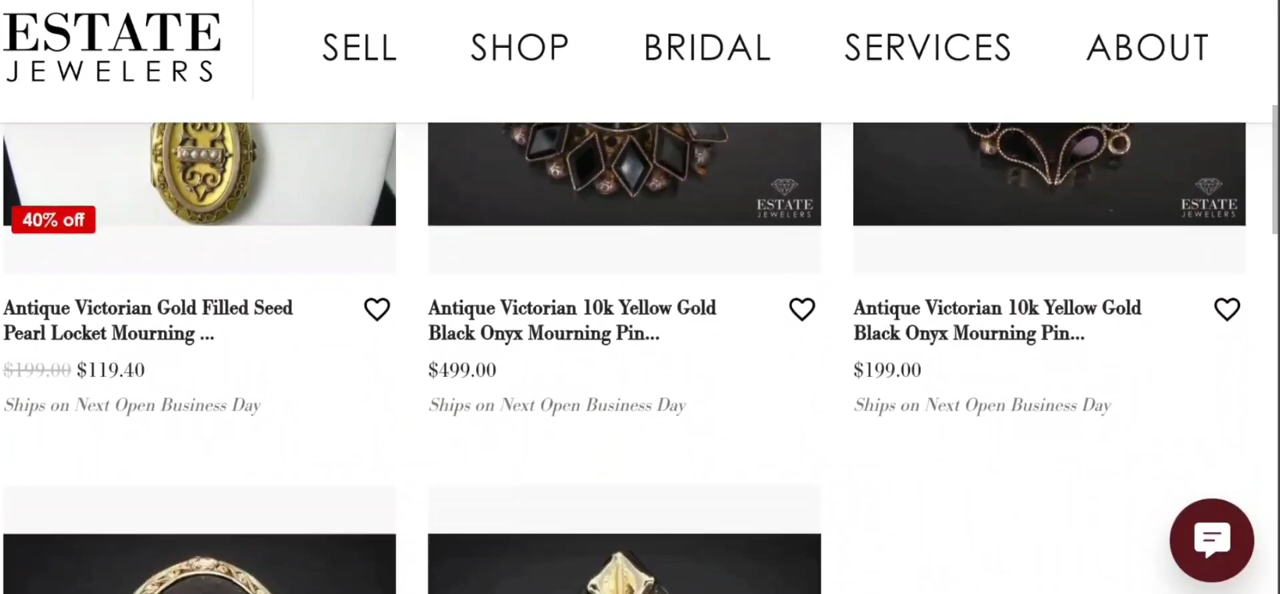 ESTATE
JEWELERS
SELL
SHOP
BRIDAL
SERVICES
ABOUT
40% off
ESTATE
JEWELERS
ESTATE
JEWELERS
Antique Victorian Gold Filled Seed
Pearl Locket Mourning ...
$199.00 $119.40
Ships on Next Open Business Day
Antique Victorian 10k Yellow Gold
Black Onyx Mourning Pin...
$499.00
Ships on Next Open Business Day
Antique Victorian 10k Yellow Gold
Black Onyx Mourning Pin...
$199.00
Ships on Next Open Business Day